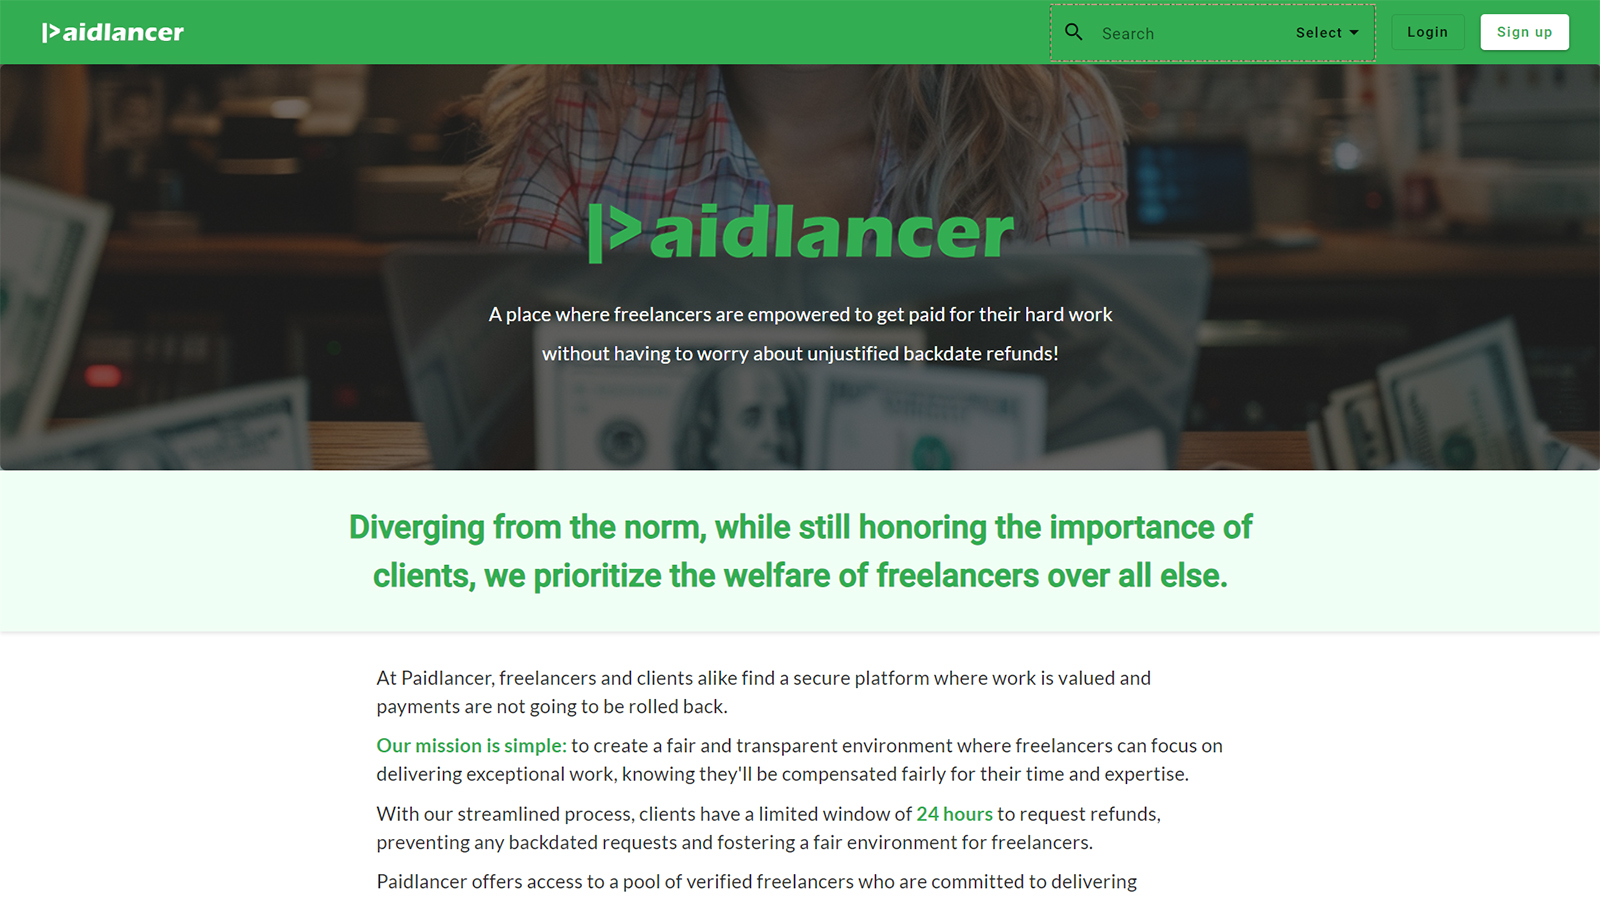 Paidlancer
Search
Select
Login
Sign up
Paidlancer
A place where freelancers are empowered to get paid for their hard work
without having to worry about unjustified backdate refunds!
Diverging from the norm, while still honoring the importance of
clients, we prioritize the welfare of freelancers over all else.
At Paidlancer, freelancers and clients alike find a secure platform where work is valued and
payments are not going to be rolled back.
Our mission is simple: to create a fair and transparent environment where freelancers can focus on
delivering exceptional work, knowing they'll be compensated fairly for their time and expertise.
With our streamlined process, clients have a limited window of 24 hours to request refunds,
preventing any backdated requests and fostering a fair environment for freelancers.
Paidlancer offers access to a pool of verified freelancers who are committed to delivering